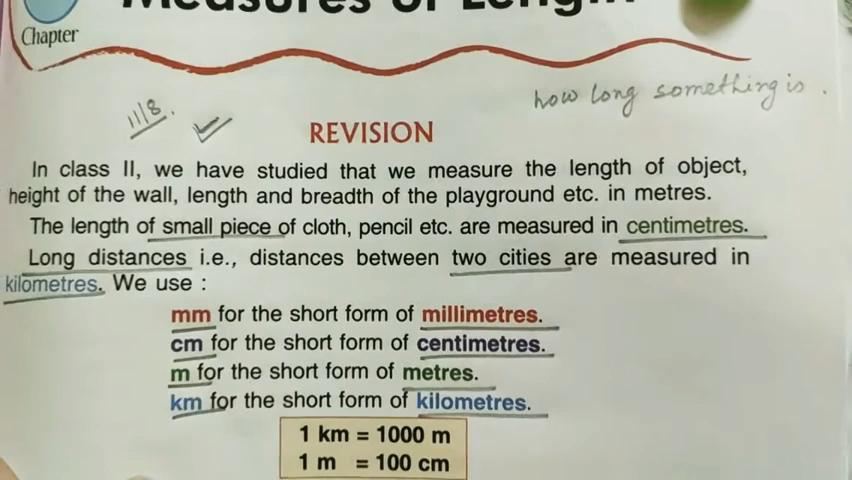 Measures of Length
Chapter
how long something is.
11/8.
REVISION
In class II, we have studied that we measure the length of object,
height of the wall, length and breadth of the playground etc. in metres.
The length of small piece of cloth, pencil etc. are measured in centimetres.
Long distances i.e., distances between two cities are measured in
kilometres. We use :
mm for the short form of millimetres.
cm for the short form of centimetres.
m for the short form of metres.
km for the short form of kilometres.
1 km = 1000 m
1 m = 100 cm